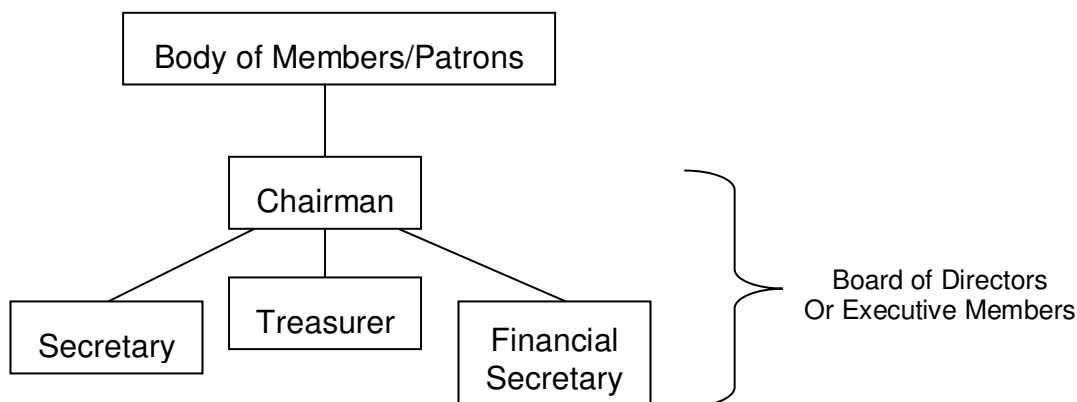 Body of Members/Patrons
Chairman
Secretary
Treasurer
Financial
Secretary
Board of Directors
Or Executive Members